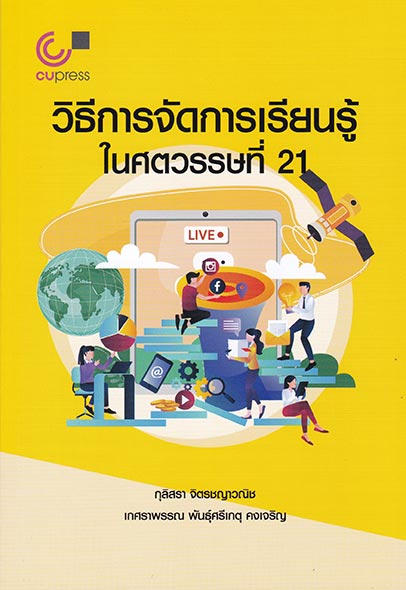 cupress
วิธีการจัดการเรียนรู้
ในศตวรรษที่ 21
LIVE
กุลิสรา จิตรชญาวณิช
เกศราพรรณ พันธุ์ศรีเกตุ คงเจริญ